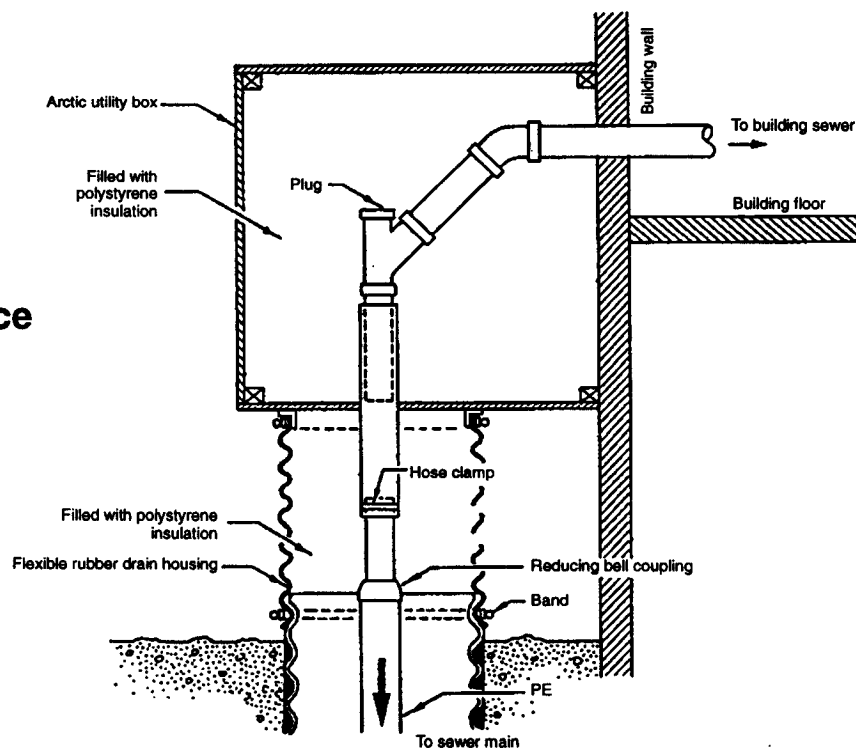 Building wall
Arctic utility box
To building sewer
Filled with
polystyrene
insulation
Plug
Building floor
ce
Hose clamp
Filled with polystyrene
insulation
Flexible rubber drain housing
Reducing bell coupling
Band
PE
To sewer main